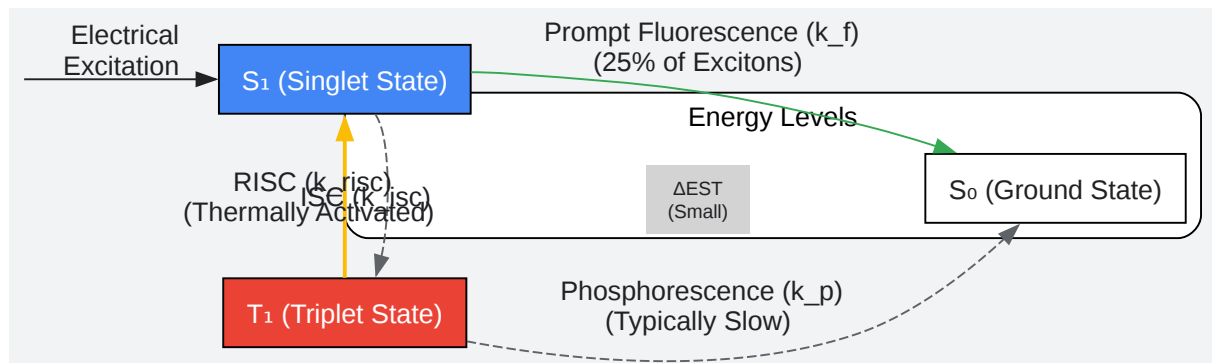 Electrical
Excitation
S₁ (Singlet State)
Prompt Fluorescence (k_f)
(25% of Excitons)
Energy Levels
RISC (k_risc)
(Thermally Activated)
ISC (k_isc)
ΔEST
(Small)
S₀ (Ground State)
T₁ (Triplet State)
Phosphorescence (k_p)
(Typically Slow)